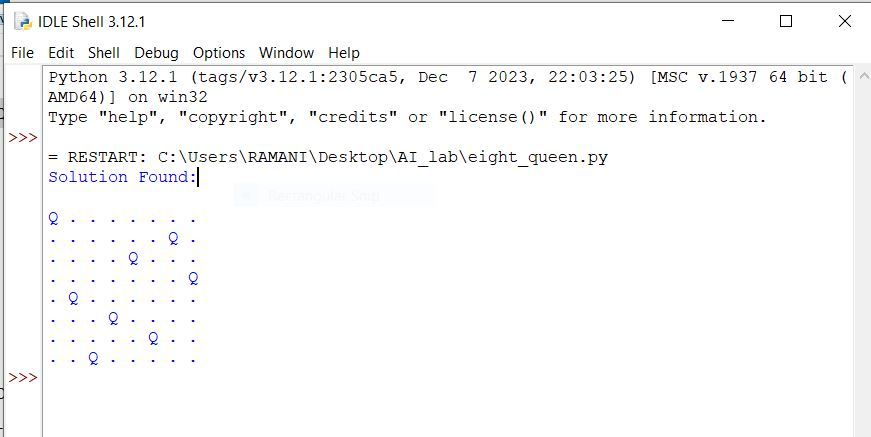 IDLE Shell 3.12.1
File Edit Shell Debug Options Window Help
Python 3.12.1 (tags/v3.12.1:2305ca5, Dec  7 2023, 22:03:25) [MSC v.1937 64 bit (
AMD64)] on win32
Type "help", "copyright", "credits" or "license()" for more information.
>>>
= RESTART: C:\Users\RAMANI\Desktop\AI_lab\eight_queen.py
Solution Found:
Rectangular Snip
Q . . . . . . .
. . . . . . Q .
. . . . Q . . .
. . . . . . . Q
. Q . . . . . .
. . . Q . . . .
. . . . . Q . .
. . Q . . . . .
>>>